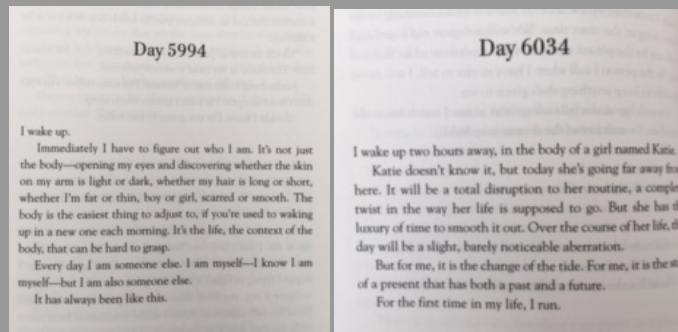 Day 5994
I wake up.
Immediately I have to figure out who I am. It's not just
the body—opening my eyes and discovering whether the skin
on my arm is light or dark, whether my hair is long or short,
whether I'm fat or thin, boy or girl, scarred or smooth. The
body is the easiest thing to adjust to, if you're used to waking
up in a new one each morning. It's the life, the context of the
body, that can be hard to grasp.
Every day I am someone else. I am myself—I know I am
myself—but I am also someone else.
It has always been like this.
Day 6034
I wake up two hours away, in the body of a girl named Katie.
Katie doesn't know it, but today she's going far away
here. It will be a total disruption to her routine, a
twist in the way her life is supposed to go. But she has
luxury of time to smooth it out. Over the course of her life,
day will be a slight, barely noticeable aberration.
But for me, it is the change of the tide. For me, it is the
of a present that has both a past and a future.
For the first time in my life, I run.